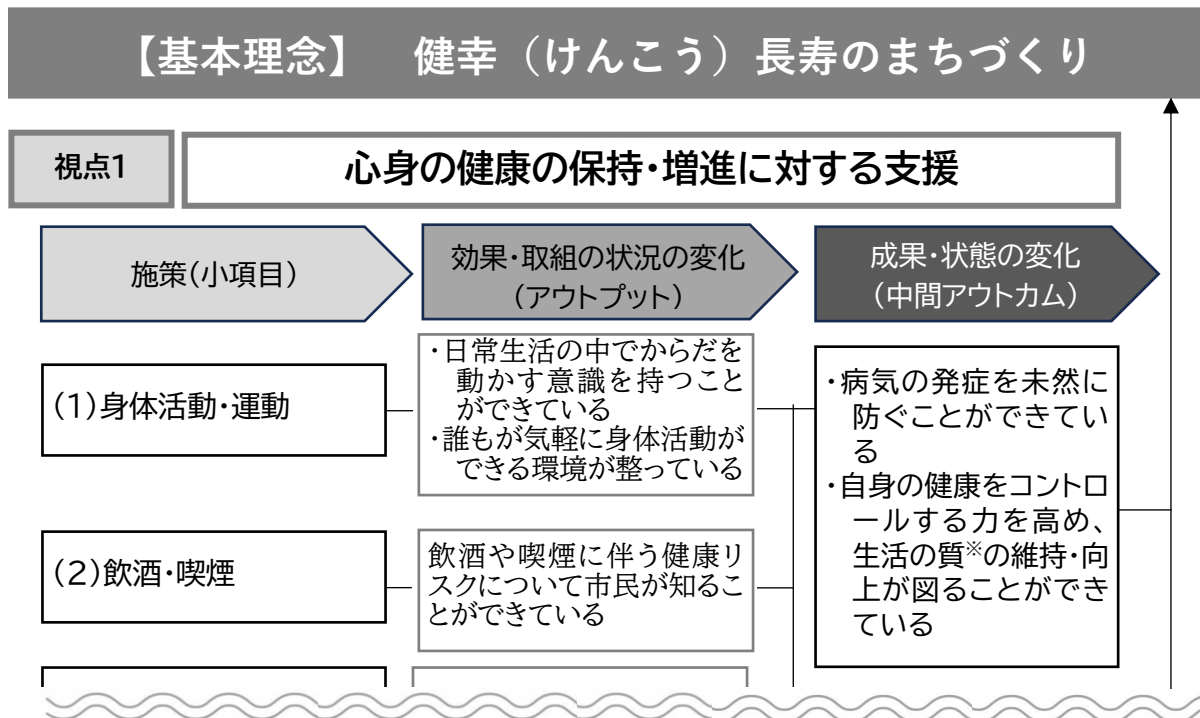 【基本理念】 健幸(けんこう)長寿のまちづくり
視点1
心身の健康の保持・増進に対する支援
施策(小項目)
効果・取組の状況の変化
(アウトプット)
成果・状態の変化
(中間アウトカム)
(1)身体活動・運動
・日常生活の中でからだを
動かす意識を持つこと
ができている
・誰もが気軽に身体活動が
できる環境が整っている
・病気の発症を未然に
防ぐことができてい
る
・自身の健康をコントロ
ールする力を高め、
生活の質※の維持・向
上が図ることができ
ている
(2)飲酒・喫煙
飲酒や喫煙に伴う健康リ
スクについて市民が知るこ
とができている